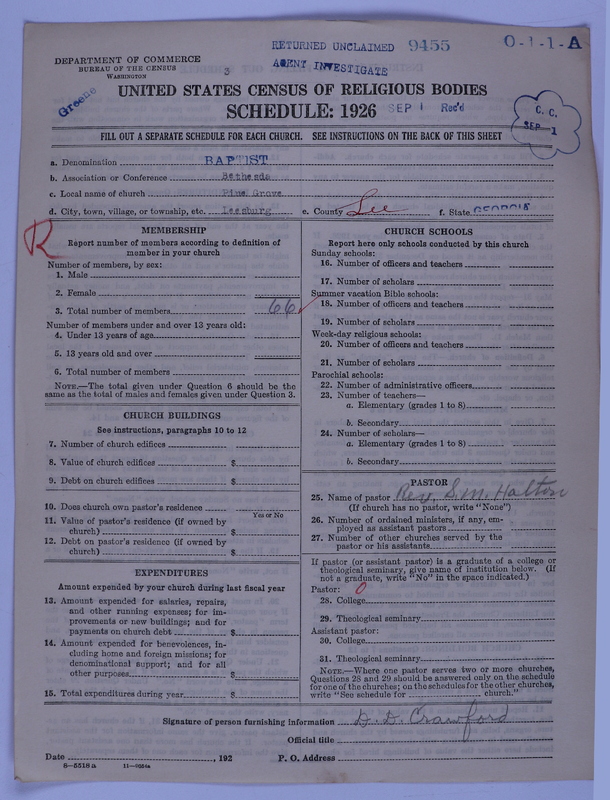 RETURNED UNCLAIMED 9455 O-1-1-A
DEPARTMENT OF COMMERCE
BUREAU OF THE CENSUS
WASHINGTON
3
AGENT INVESTIGATE
Greene
UNITED STATES CENSUS OF RELIGIOUS BODIES
SCHEDULE: 1926
SEP 1 Rec'd
C. C.
SEP 1
FILL OUT A SEPARATE SCHEDULE FOR EACH CHURCH. SEE INSTRUCTIONS ON THE BACK OF THIS SHEET
a. Denomination BAPTIST
b. Association or Conference Bethesda
c. Local name of church Pine Grove
d. City, town, village, or township, etc. Leesburg e. County Lee f. State GEORGIA
R
MEMBERSHIP
Report number of members according to definition of
member in your church
Number of members, by sex:
1. Male
2. Female
3. Total number of members 66
Number of members under and over 13 years old:
4. Under 13 years of age
5. 13 years old and over
6. Total number of members
NOTE.—The total given under Question 6 should be the
same as the total of males and females given under Question 3.
CHURCH BUILDINGS
See instructions, paragraphs 10 to 12
7. Number of church edifices
8. Value of church edifices $
9. Debt on church edifices $
10. Does church own pastor's residence
Yes or No
11. Value of pastor's residence (if owned by
church) $
12. Debt on pastor's residence (if owned by
church) $
EXPENDITURES
Amount expended by your church during last fiscal year
13. Amount expended for salaries, repairs,
and other running expenses; for im-
provements or new buildings; and for
payments on church debt $
14. Amount expended for benevolences, in-
cluding home and foreign missions; for
denominational support; and for all
other purposes $
15. Total expenditures during year $
CHURCH SCHOOLS
Report here only schools conducted by this church
Sunday schools:
16. Number of officers and teachers
17. Number of scholars
Summer vacation Bible schools:
18. Number of officers and teachers
19. Number of scholars
Week-day religious schools:
20. Number of officers and teachers
21. Number of scholars
Parochial schools:
22. Number of administrative officers
23. Number of teachers—
a. Elementary (grades 1 to 8)
b. Secondary
24. Number of scholars—
a. Elementary (grades 1 to 8)
b. Secondary
PASTOR
25. Name of pastor Rev. S. M. Halton
(If church has no pastor, write "None")
26. Number of ordained ministers, if any, em-
ployed as assistant pastors
27. Number of other churches served by the
pastor or his assistants
If pastor (or assistant pastor) is a graduate of a college or
theological seminary, give name of institution below. (If
not a graduate, write "No" in the space indicated.)
Pastor: 0
28. College
29. Theological seminary
Assistant pastor:
30. College
31. Theological seminary
NOTE.—Where one pastor serves two or more churches,
Questions 28 and 29 should be answered only on the schedule
for one of the churches; on the schedules for the other churches,
write "See schedule for church."
Signature of person furnishing information D. D. Crawford
Official title
Date , 192 P. O. Address
8—5518a 11—9054a